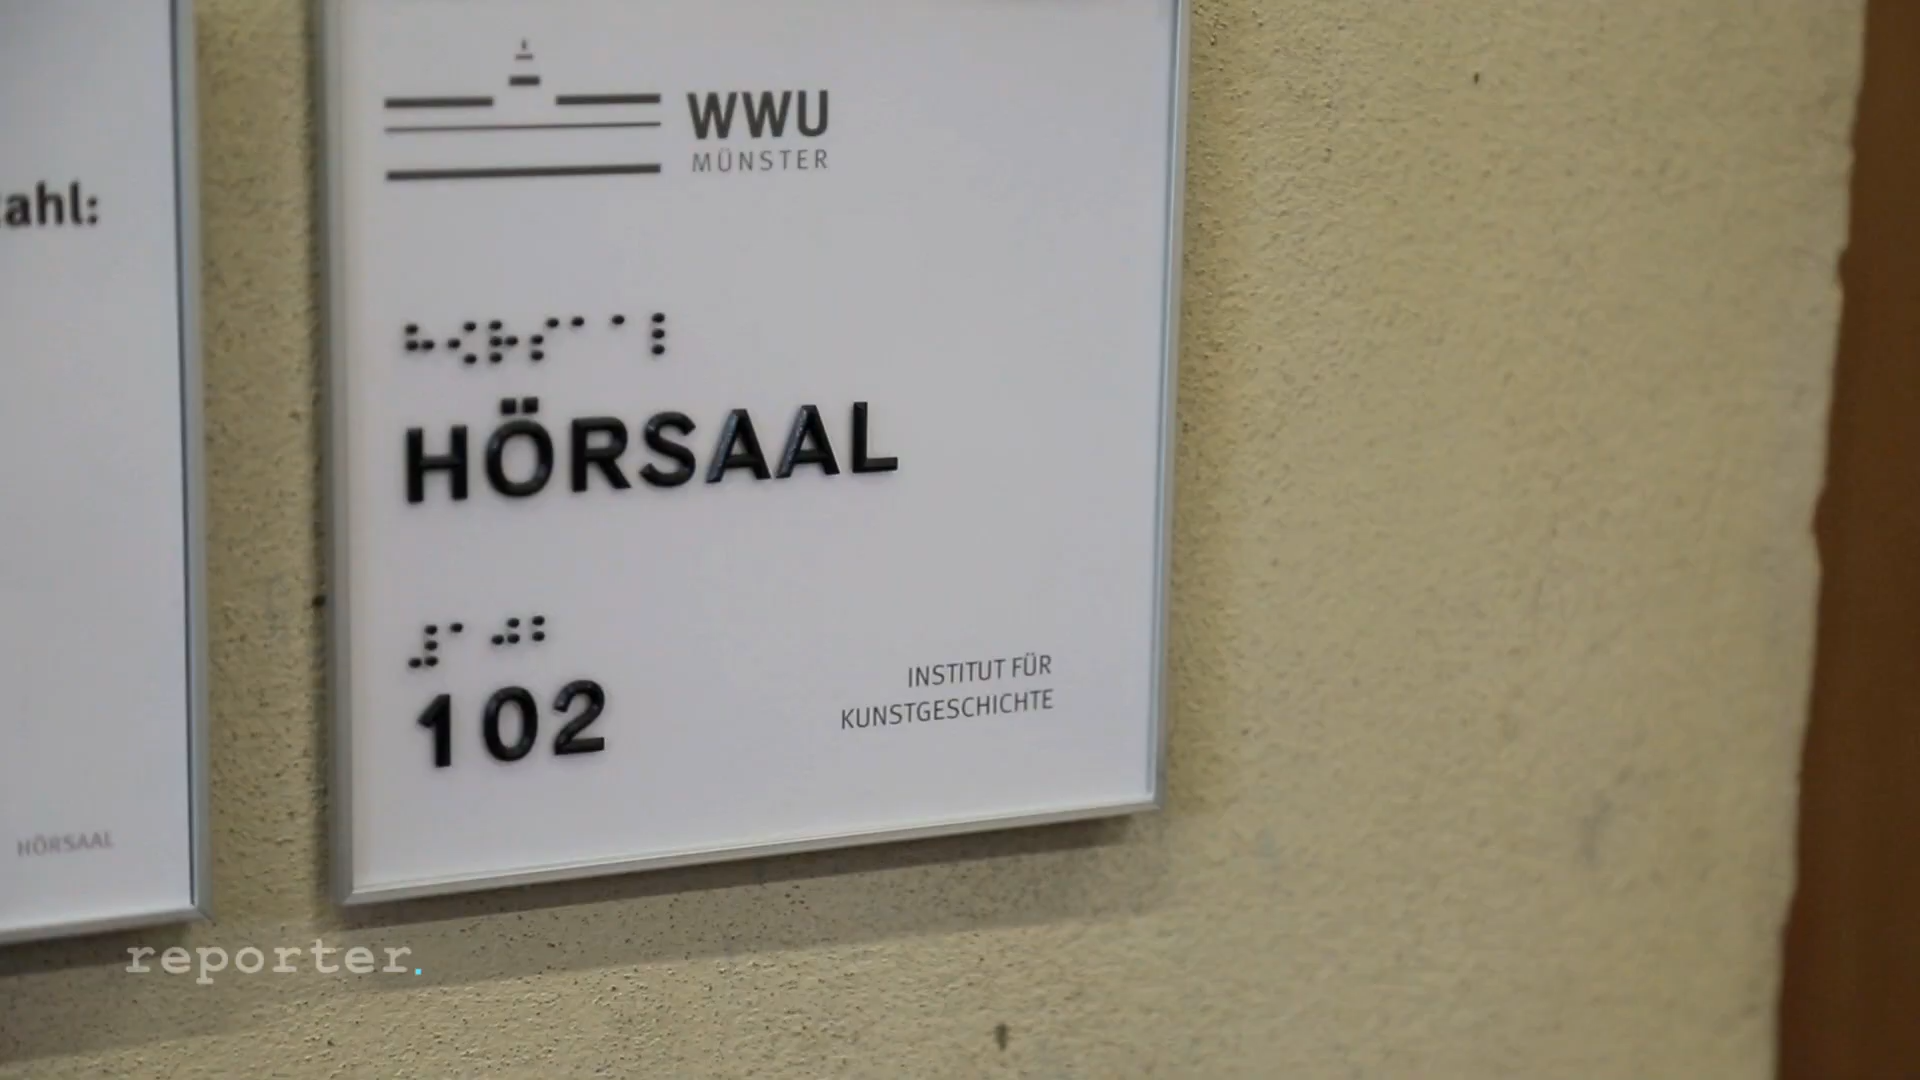 WWU
MÜNSTER
ahl:
⠓⠪⠗⠎⠁⠁⠇
HÖRSAAL
⠼⠁⠚⠃
102
INSTITUT FÜR
KUNSTGESCHICHTE
HÖRSAAL
reporter.